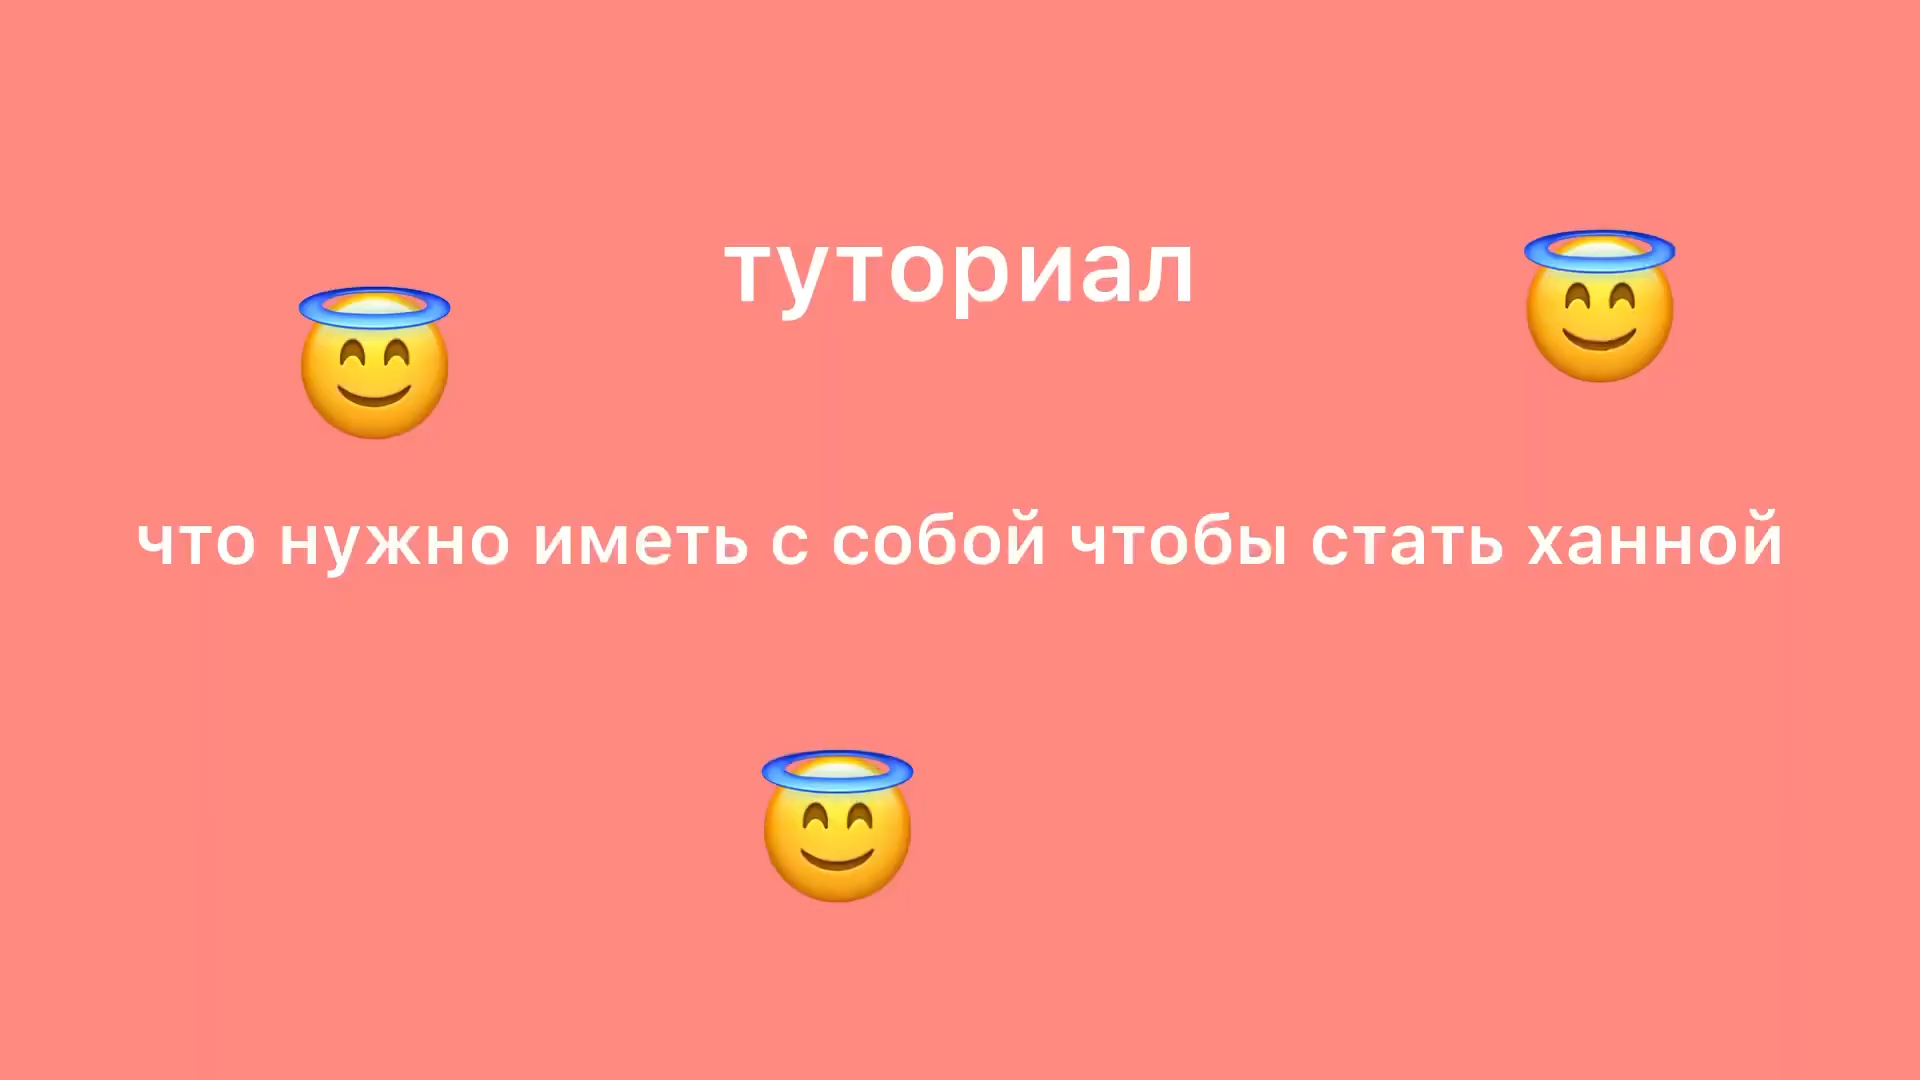 туториал
что нужно иметь с собой чтобы стать ханной